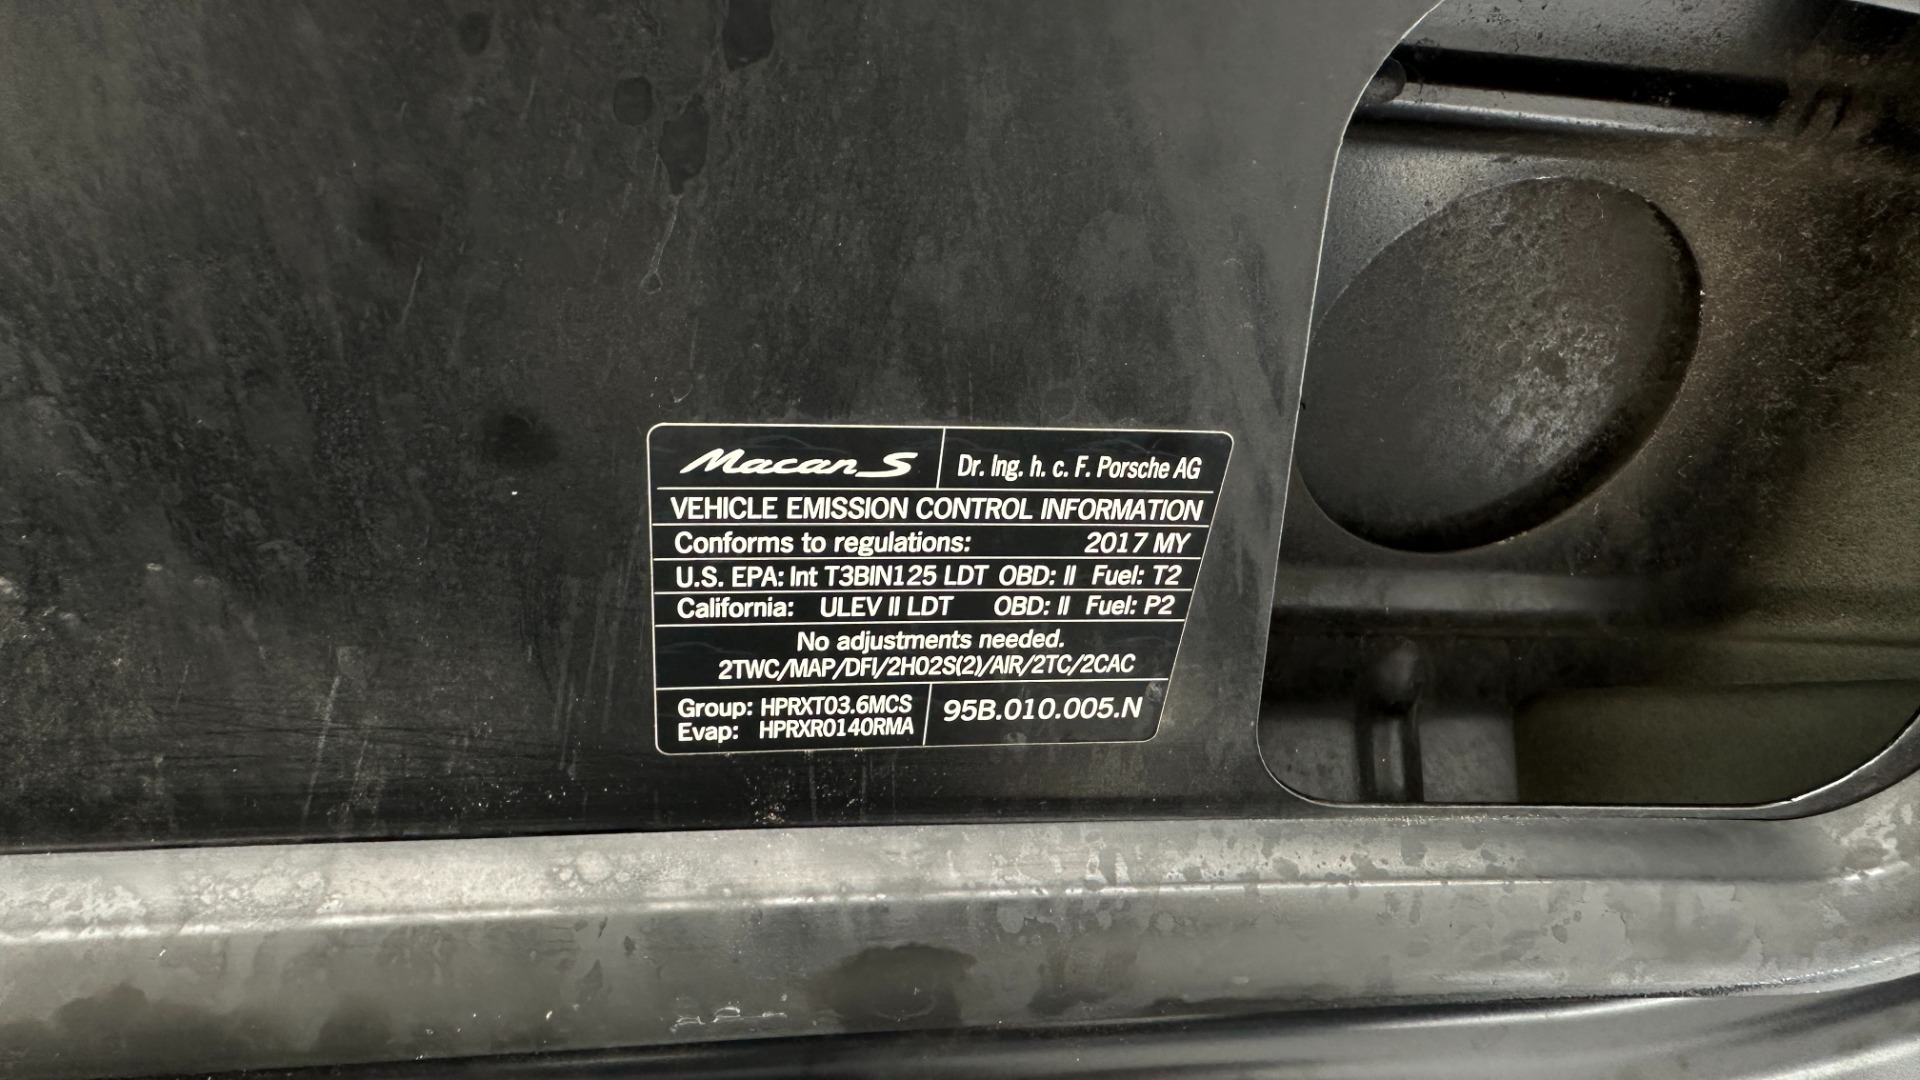 Macan S Dr. Ing. h. c. F. Porsche AG
VEHICLE EMISSION CONTROL INFORMATION
Conforms to regulations: 2017 MY
U.S. EPA: Int T3BIN125 LDT OBD: II Fuel: T2
California: ULEV II LDT OBD: II Fuel: P2
No adjustments needed.
2TWC/MAP/DFI/2HO2S(2)/AIR/2TC/2CAC
Group: HPRXT03.6MCS
Evap: HPRXR0140RMA
95B.010.005.N